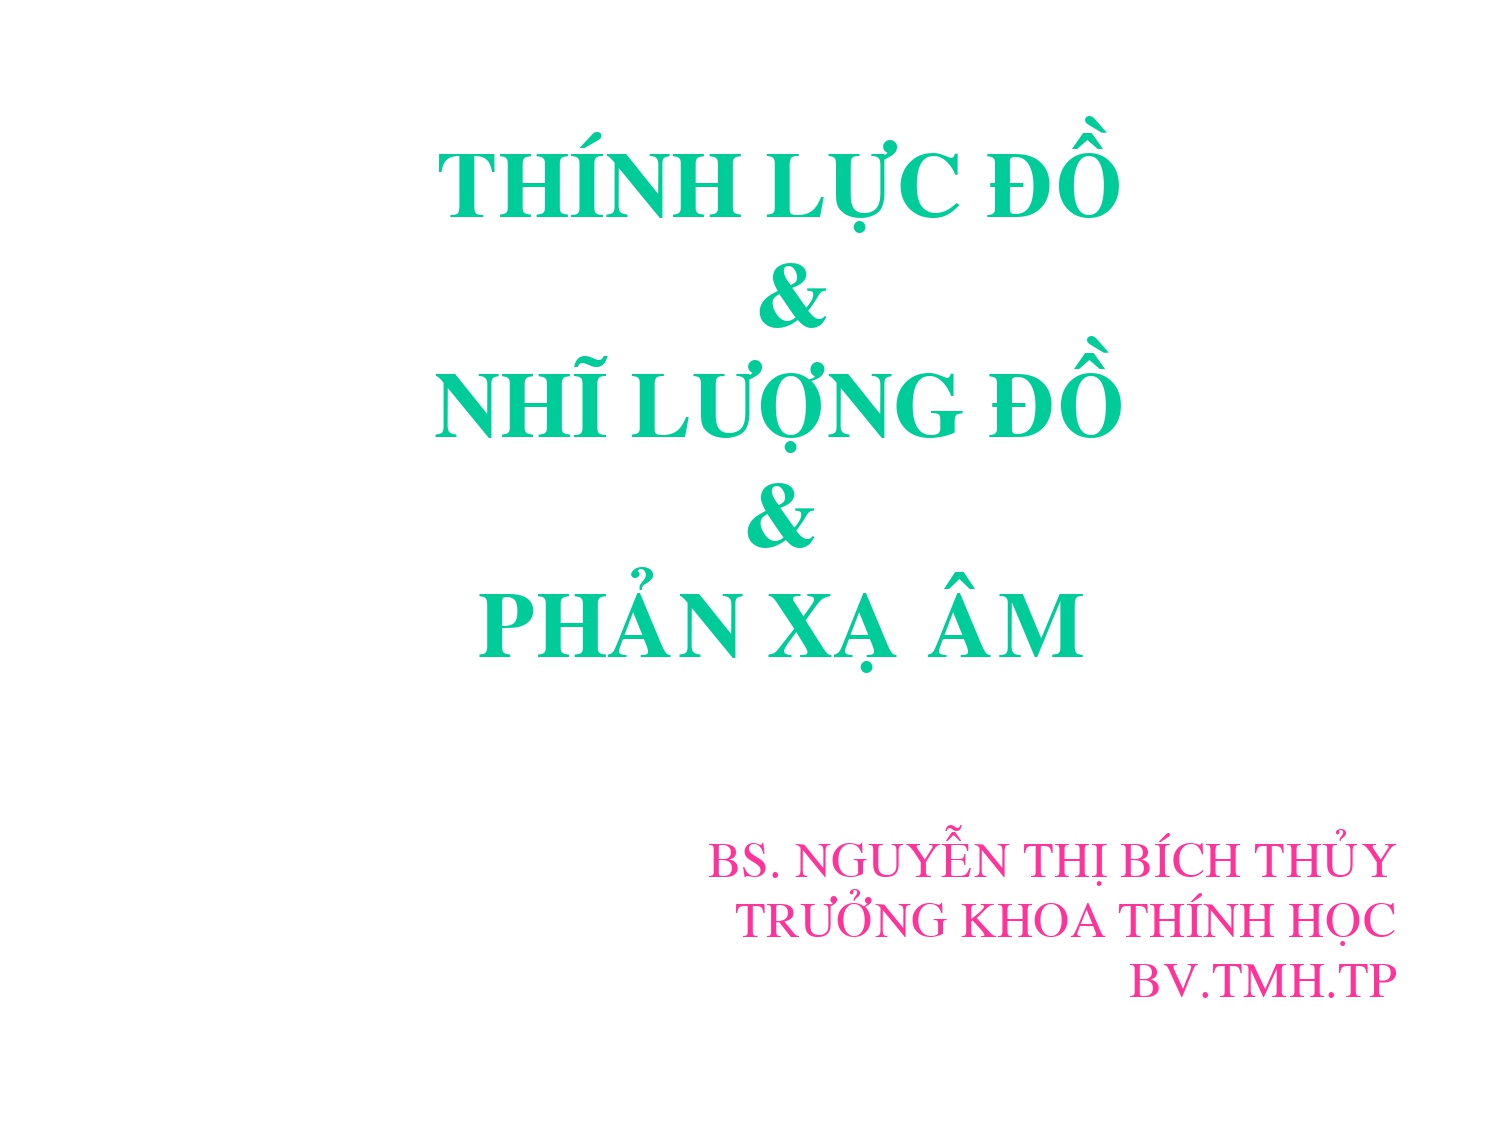 THÍNH LỰC ĐỒ
&
NHĨ LƯỢNG ĐỒ
&
PHẢN XẠ ÂM
BS. NGUYỄN THỊ BÍCH THỦY
TRƯỞNG KHOA THÍNH HỌC
BV.TMH.TP